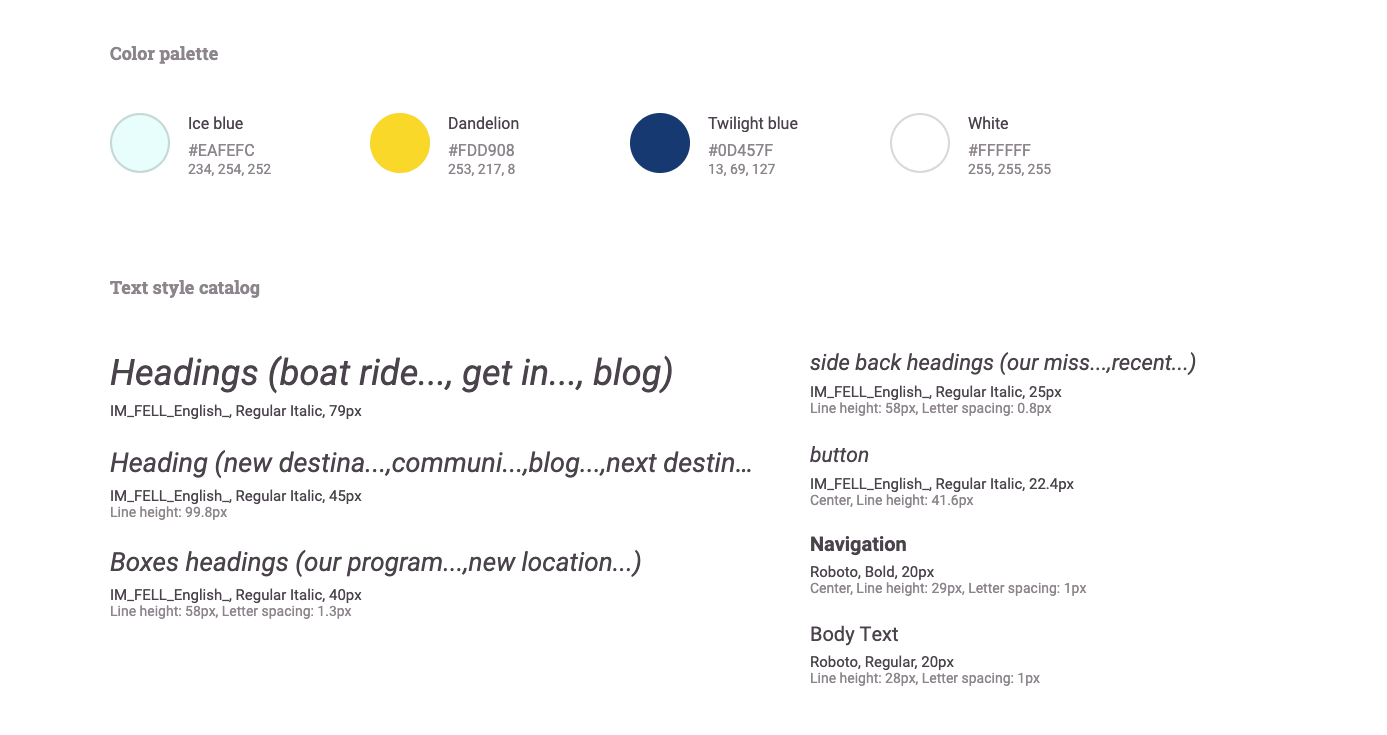 Color palette
Ice blue
#EAFEFC
234, 254, 252
Dandelion
#FDD908
253, 217, 8
Twilight blue
#0D457F
13, 69, 127
White
#FFFFFF
255, 255, 255
Text style catalog
Headings (boat ride..., get in..., blog)
IM_FELL_English_, Regular Italic, 79px
Heading (new destina...,communi...,blog...,next destin...
IM_FELL_English_, Regular Italic, 45px
Line height: 99.8px
Boxes headings (our program...,new location...)
IM_FELL_English_, Regular Italic, 40px
Line height: 58px, Letter spacing: 1.3px
side back headings (our miss...,recent...)
IM_FELL_English_, Regular Italic, 25px
Line height: 58px, Letter spacing: 0.8px
button
IM_FELL_English_, Regular Italic, 22.4px
Center, Line height: 41.6px
Navigation
Roboto, Bold, 20px
Center, Line height: 29px, Letter spacing: 1px
Body Text
Roboto, Regular, 20px
Line height: 28px, Letter spacing: 1px